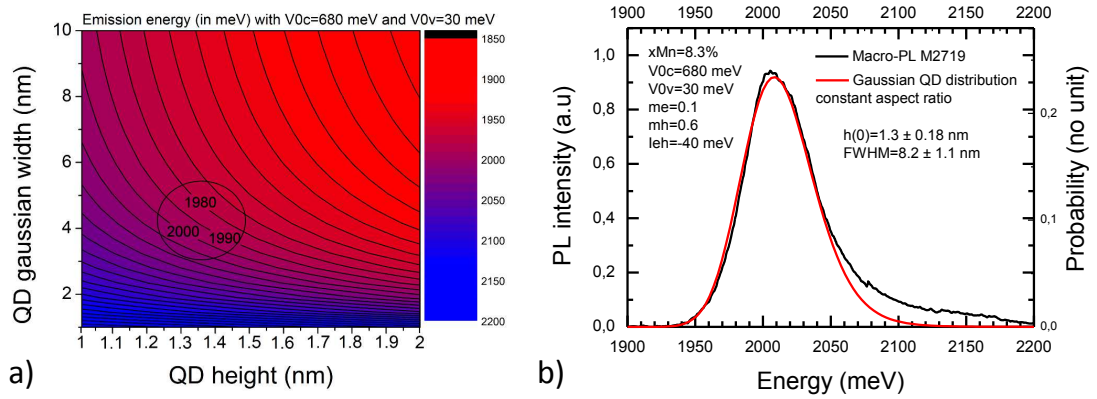 Emission energy (in meV) with V0c=680 meV and V0v=30 meV
QD gaussian width (nm)
10
8
6
4
2
1980
2000
1990
1 1.1 1.2 1.3 1.4 1.5 1.6 1.7 1.8 1.9 2
QD height (nm)
1850
1900
1950
2000
2050
2100
2150
2200
a)
1900 1950 2000 2050 2100 2150 2200
PL intensity (a.u)
1,0
0,8
0,6
0,4
0,2
0,0
xMn=8.3%
V0c=680 meV
V0v=30 meV
me=0.1
mh=0.6
Ieh=-40 meV
Macro-PL M2719
Gaussian QD distribution
constant aspect ratio
h(0)=1.3 ± 0.18 nm
FWHM=8.2 ± 1.1 nm
0,2
0,1
0,0
Probability (no unit)
1900 1950 2000 2050 2100 2150 2200
Energy (meV)
b)